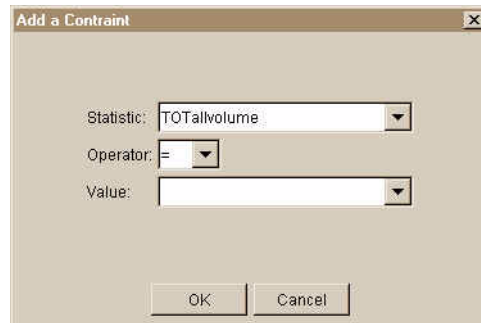 Add a Contraint
Statistic: TOTallvolume
Operator: =
Value:
OK Cancel